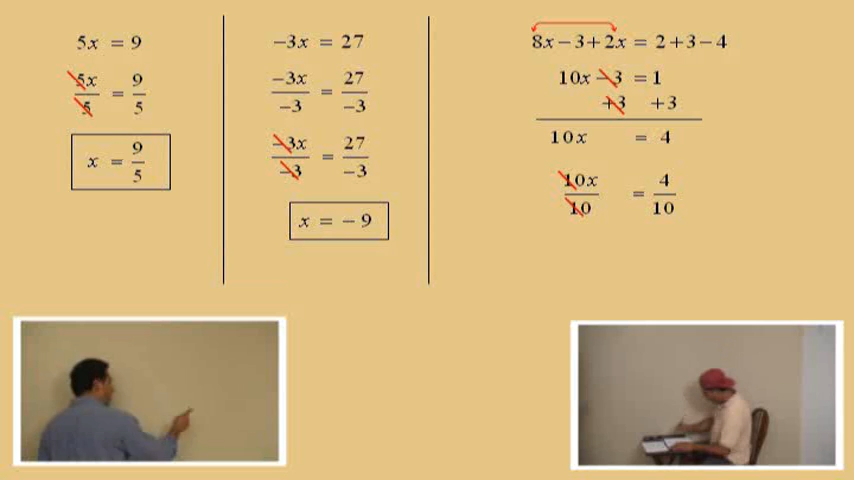 5x = 9
5x/5 = 9/5
x = 9/5
-3x = 27
-3x/-3 = 27/-3
-3x/-3 = 27/-3
x = -9
8x-3+2x = 2+3-4
10x-3 = 1
+3 +3
10x = 4
10x/10 = 4/10